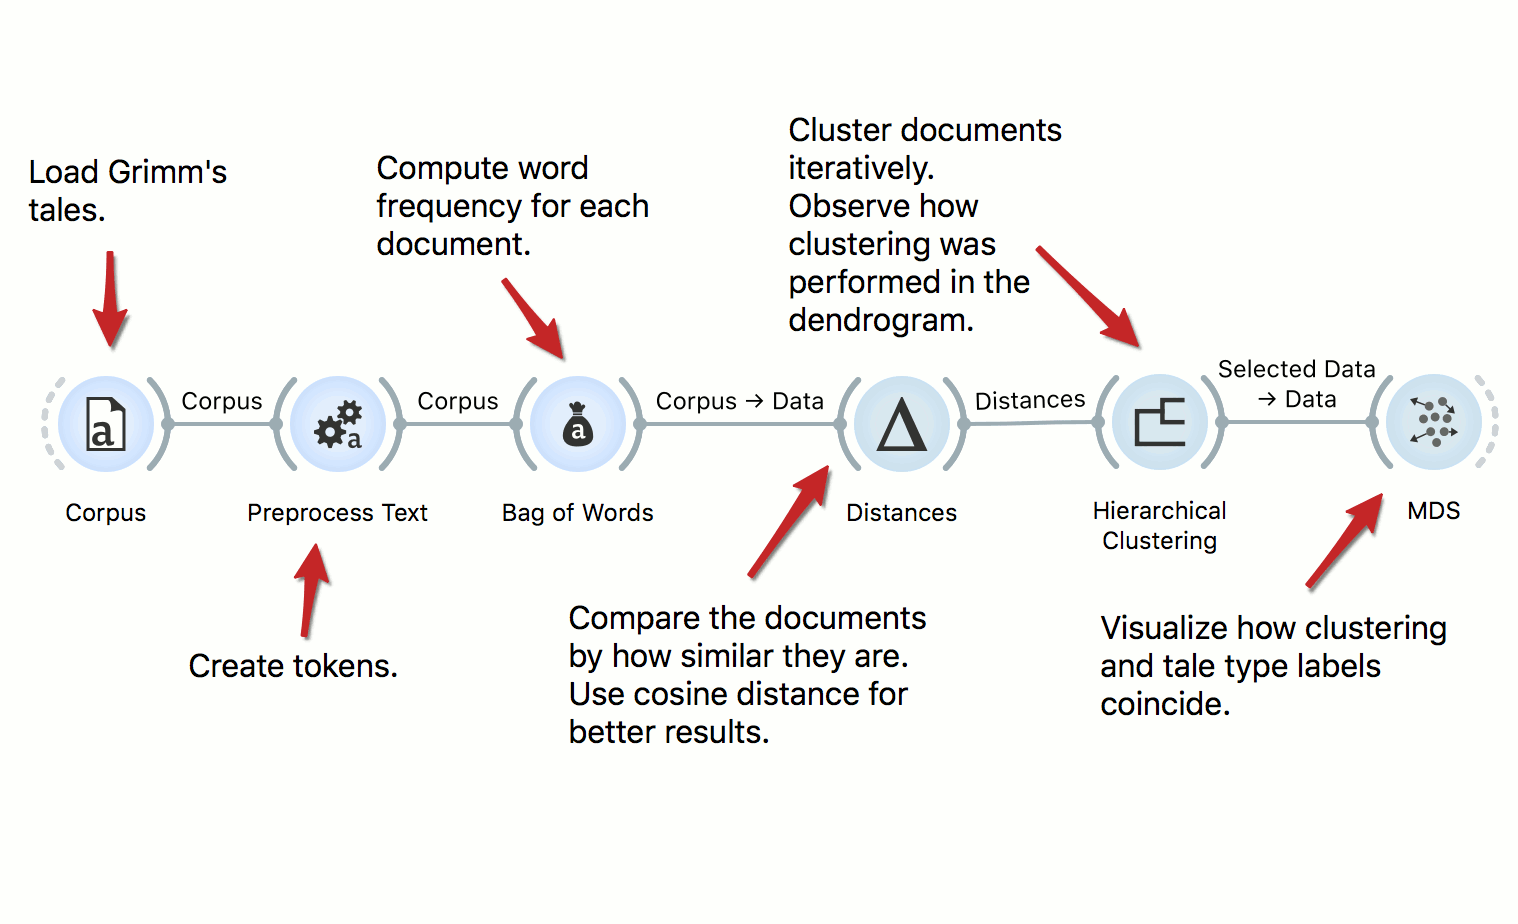 Load Grimm's
tales.
Compute word
frequency for each
document.
Cluster documents
iteratively.
Observe how
clustering was
performed in the
dendrogram.
Corpus
Corpus
Corpus → Data
Distances
Selected Data
→ Data
a
a
a
Corpus
Preprocess Text
Bag of Words
Distances
Hierarchical
Clustering
MDS
Create tokens.
Compare the documents
by how similar they are.
Use cosine distance for
better results.
Visualize how clustering
and tale type labels
coincide.